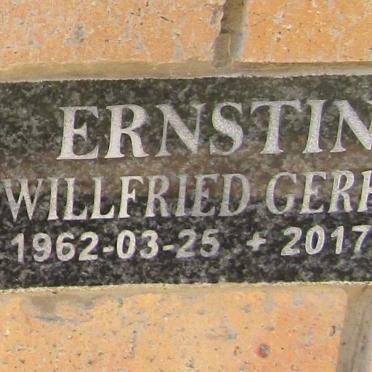 ERNSTIN
WILLFRIED GERH
1962-03-25 + 2017